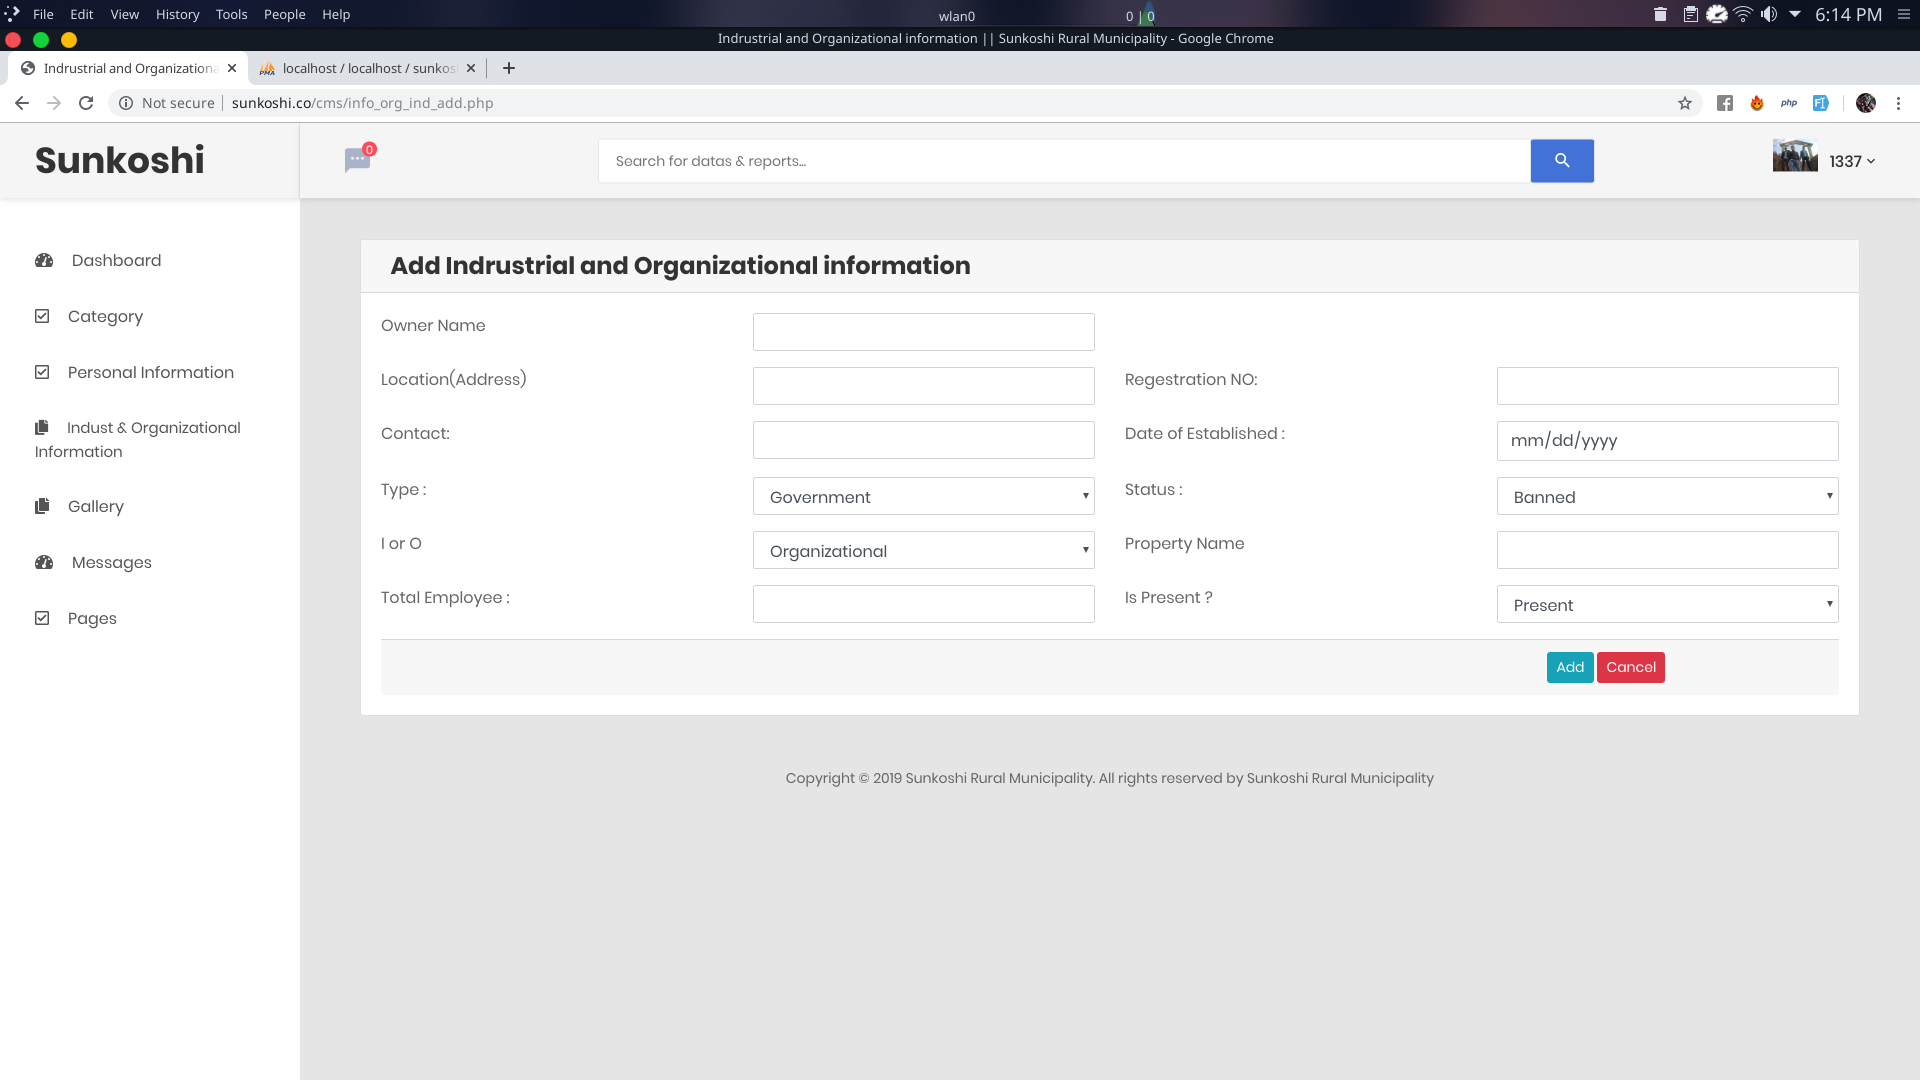 File Edit View History Tools People Help
wlan0
0 | 0
6:14 PM
Indrustrial and Organizational information || Sunkoshi Rural Municipality - Google Chrome
Indrustrial and Organizationa
localhost / localhost / sunkos
Not secure
sunkoshi.co/cms/info_org_ind_add.php
php
Sunkoshi
0
Search for datas & reports...
1337
Dashboard
Category
Personal Information
Indust & Organizational
Information
Gallery
Messages
Pages
Add Indrustrial and Organizational information
Owner Name
Location(Address)
Regestration NO:
Contact:
Date of Established :
mm/dd/yyyy
Type :
Government
Status :
Banned
I or O
Organizational
Property Name
Total Employee :
Is Present ?
Present
Add
Cancel
Copyright © 2019 Sunkoshi Rural Municipality. All rights reserved by Sunkoshi Rural Municipality